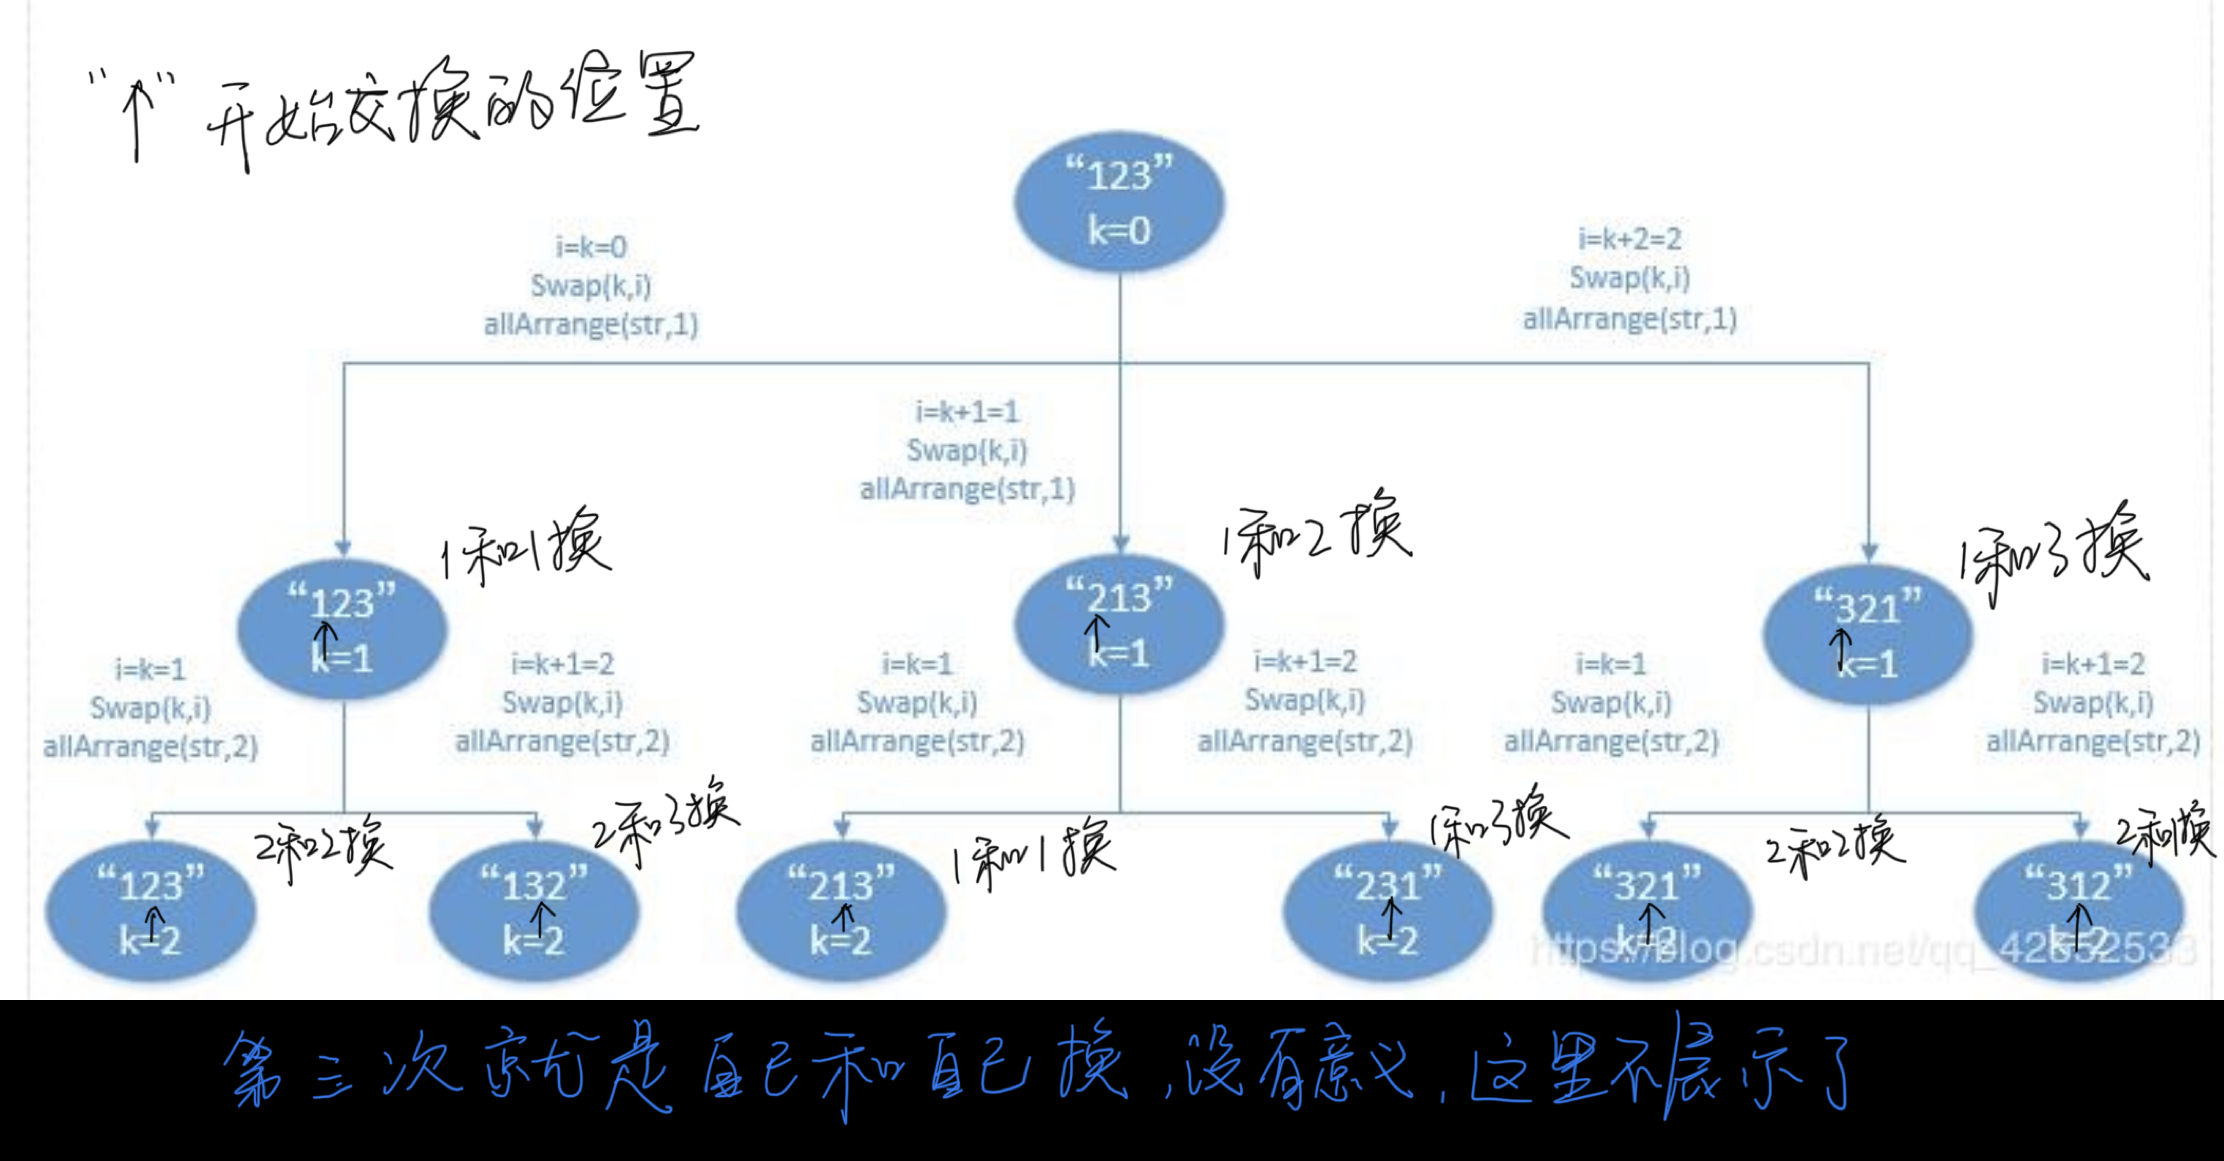 “↑”开始交换的位置
“123”
k=0
i=k=0
Swap(k,i)
allArrange(str,1)
i=k+2=2
Swap(k,i)
allArrange(str,1)
i=k+1=1
Swap(k,i)
allArrange(str,1)
1和1换
1和2换
1和3换
“123”
↑
k=1
“213”
↑
k=1
“321”
↑
k=1
i=k=1
Swap(k,i)
allArrange(str,2)
i=k+1=2
Swap(k,i)
allArrange(str,2)
i=k=1
Swap(k,i)
allArrange(str,2)
i=k+1=2
Swap(k,i)
allArrange(str,2)
i=k=1
Swap(k,i)
allArrange(str,2)
i=k+1=2
Swap(k,i)
allArrange(str,2)
2和2换
2和3换
1和1换
1和3换
2和2换
2和1换
“123”
↑
k=2
“132”
↑
k=2
“213”
↑
k=2
“231”
↑
k=2
“321”
↑
k=2
“312”
↑
k=2
第三次就是自己和自己换,没有意义,这里不展示了